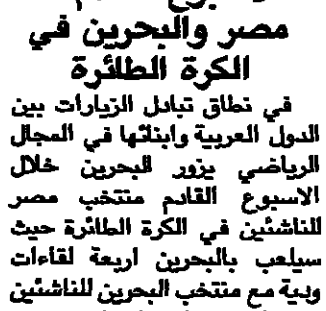 مصر والبحرين في
الكرة الطائرة
في نطاق تبادل الزيارات بين
الدول العربية وابنائها في المجال
الرياضي يزور البحرين خلال
الاسبوع القادم منتخب مصر
للناشئين في الكرة الطائرة حيث
سيلعب بالبحرين اربعة لقاءات
ودية مع منتخب البحرين للناشئين